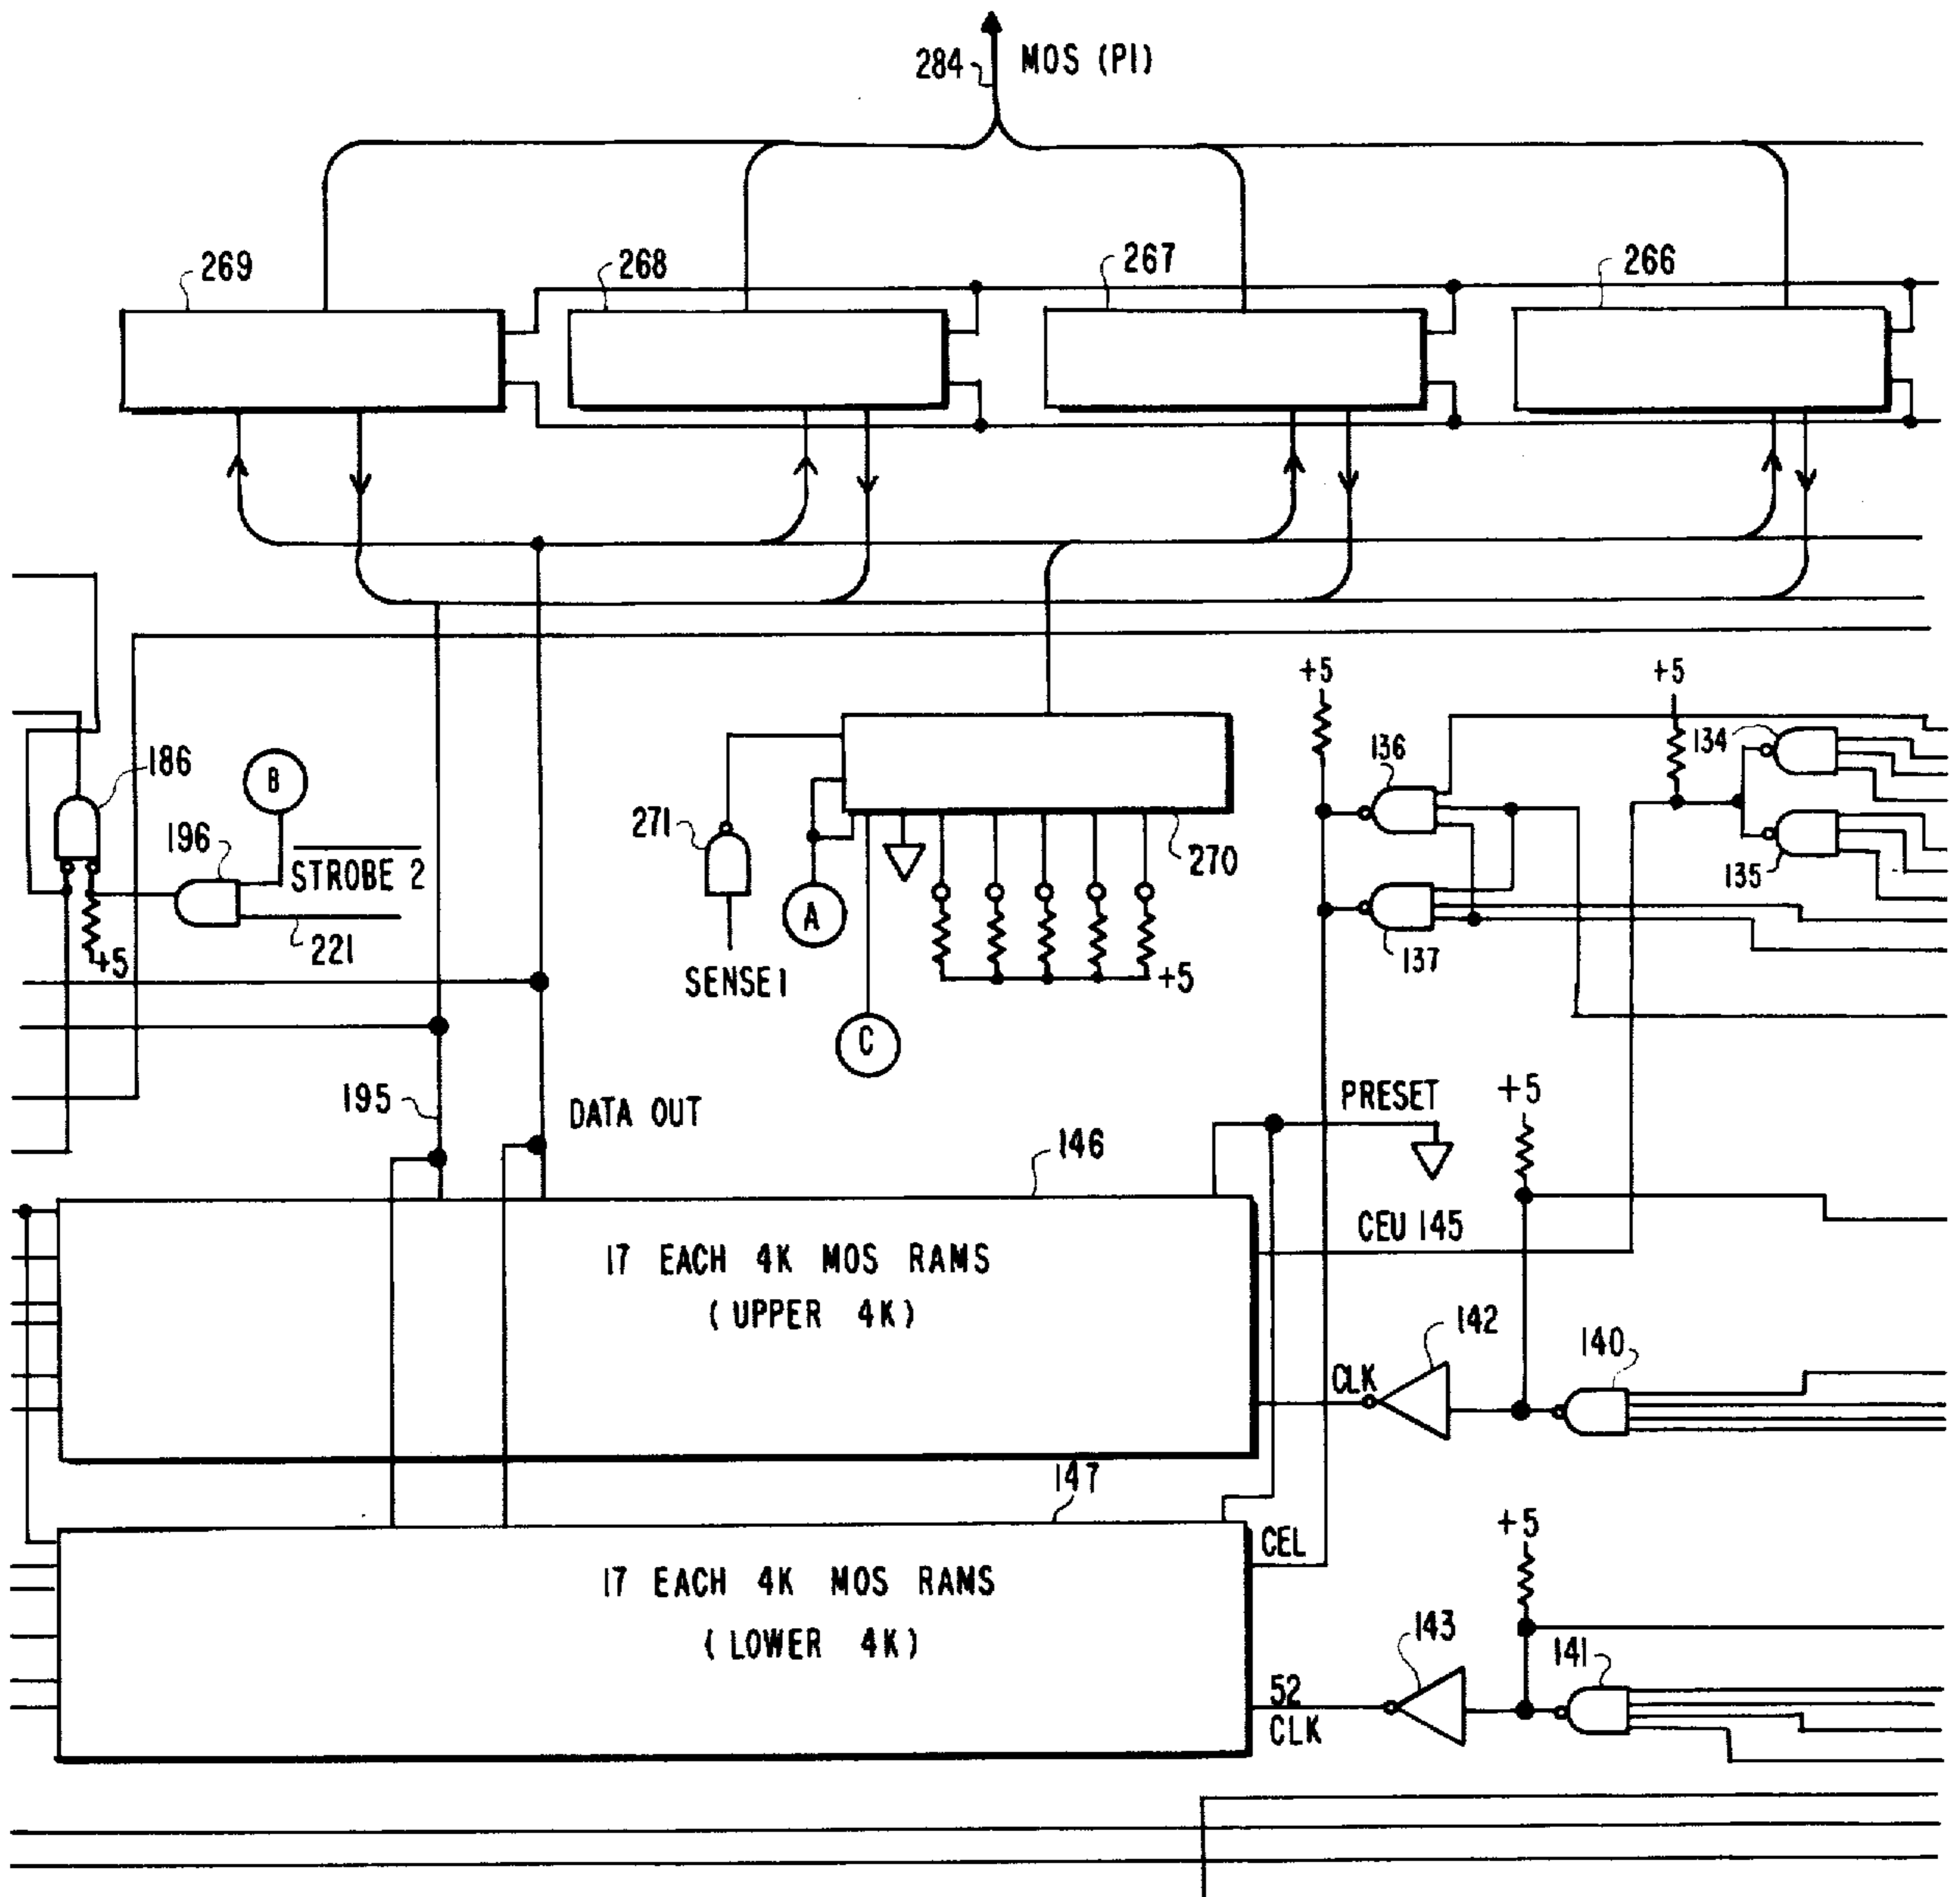 284
MOS (PI)
269
268
267
266
+5
+5
136
134
186
B
271
196
STROBE 2
270
135
A
221
137
+5
SENSE 1
+5
C
195
PRESET
+5
DATA OUT
146
CEU 145
17 EACH 4K MOS RAMS
(UPPER 4K)
142
140
CLK
147
+5
CEL
17 EACH 4K MOS RAMS
(LOWER 4K)
143
141
52
CLK